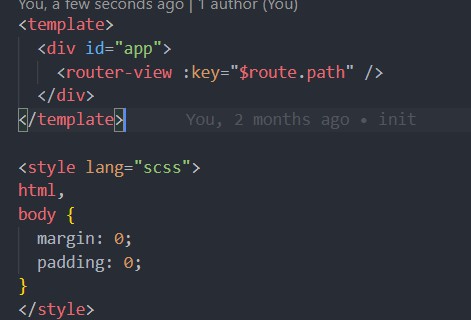 You, a few seconds ago | 1 author (You)
<template>
  <div id="app">
    <router-view :key="$route.path" />
  </div>
</template> You, 2 months ago • init
<style lang="scss">
html,
body {
  margin: 0;
  padding: 0;
}
</style>